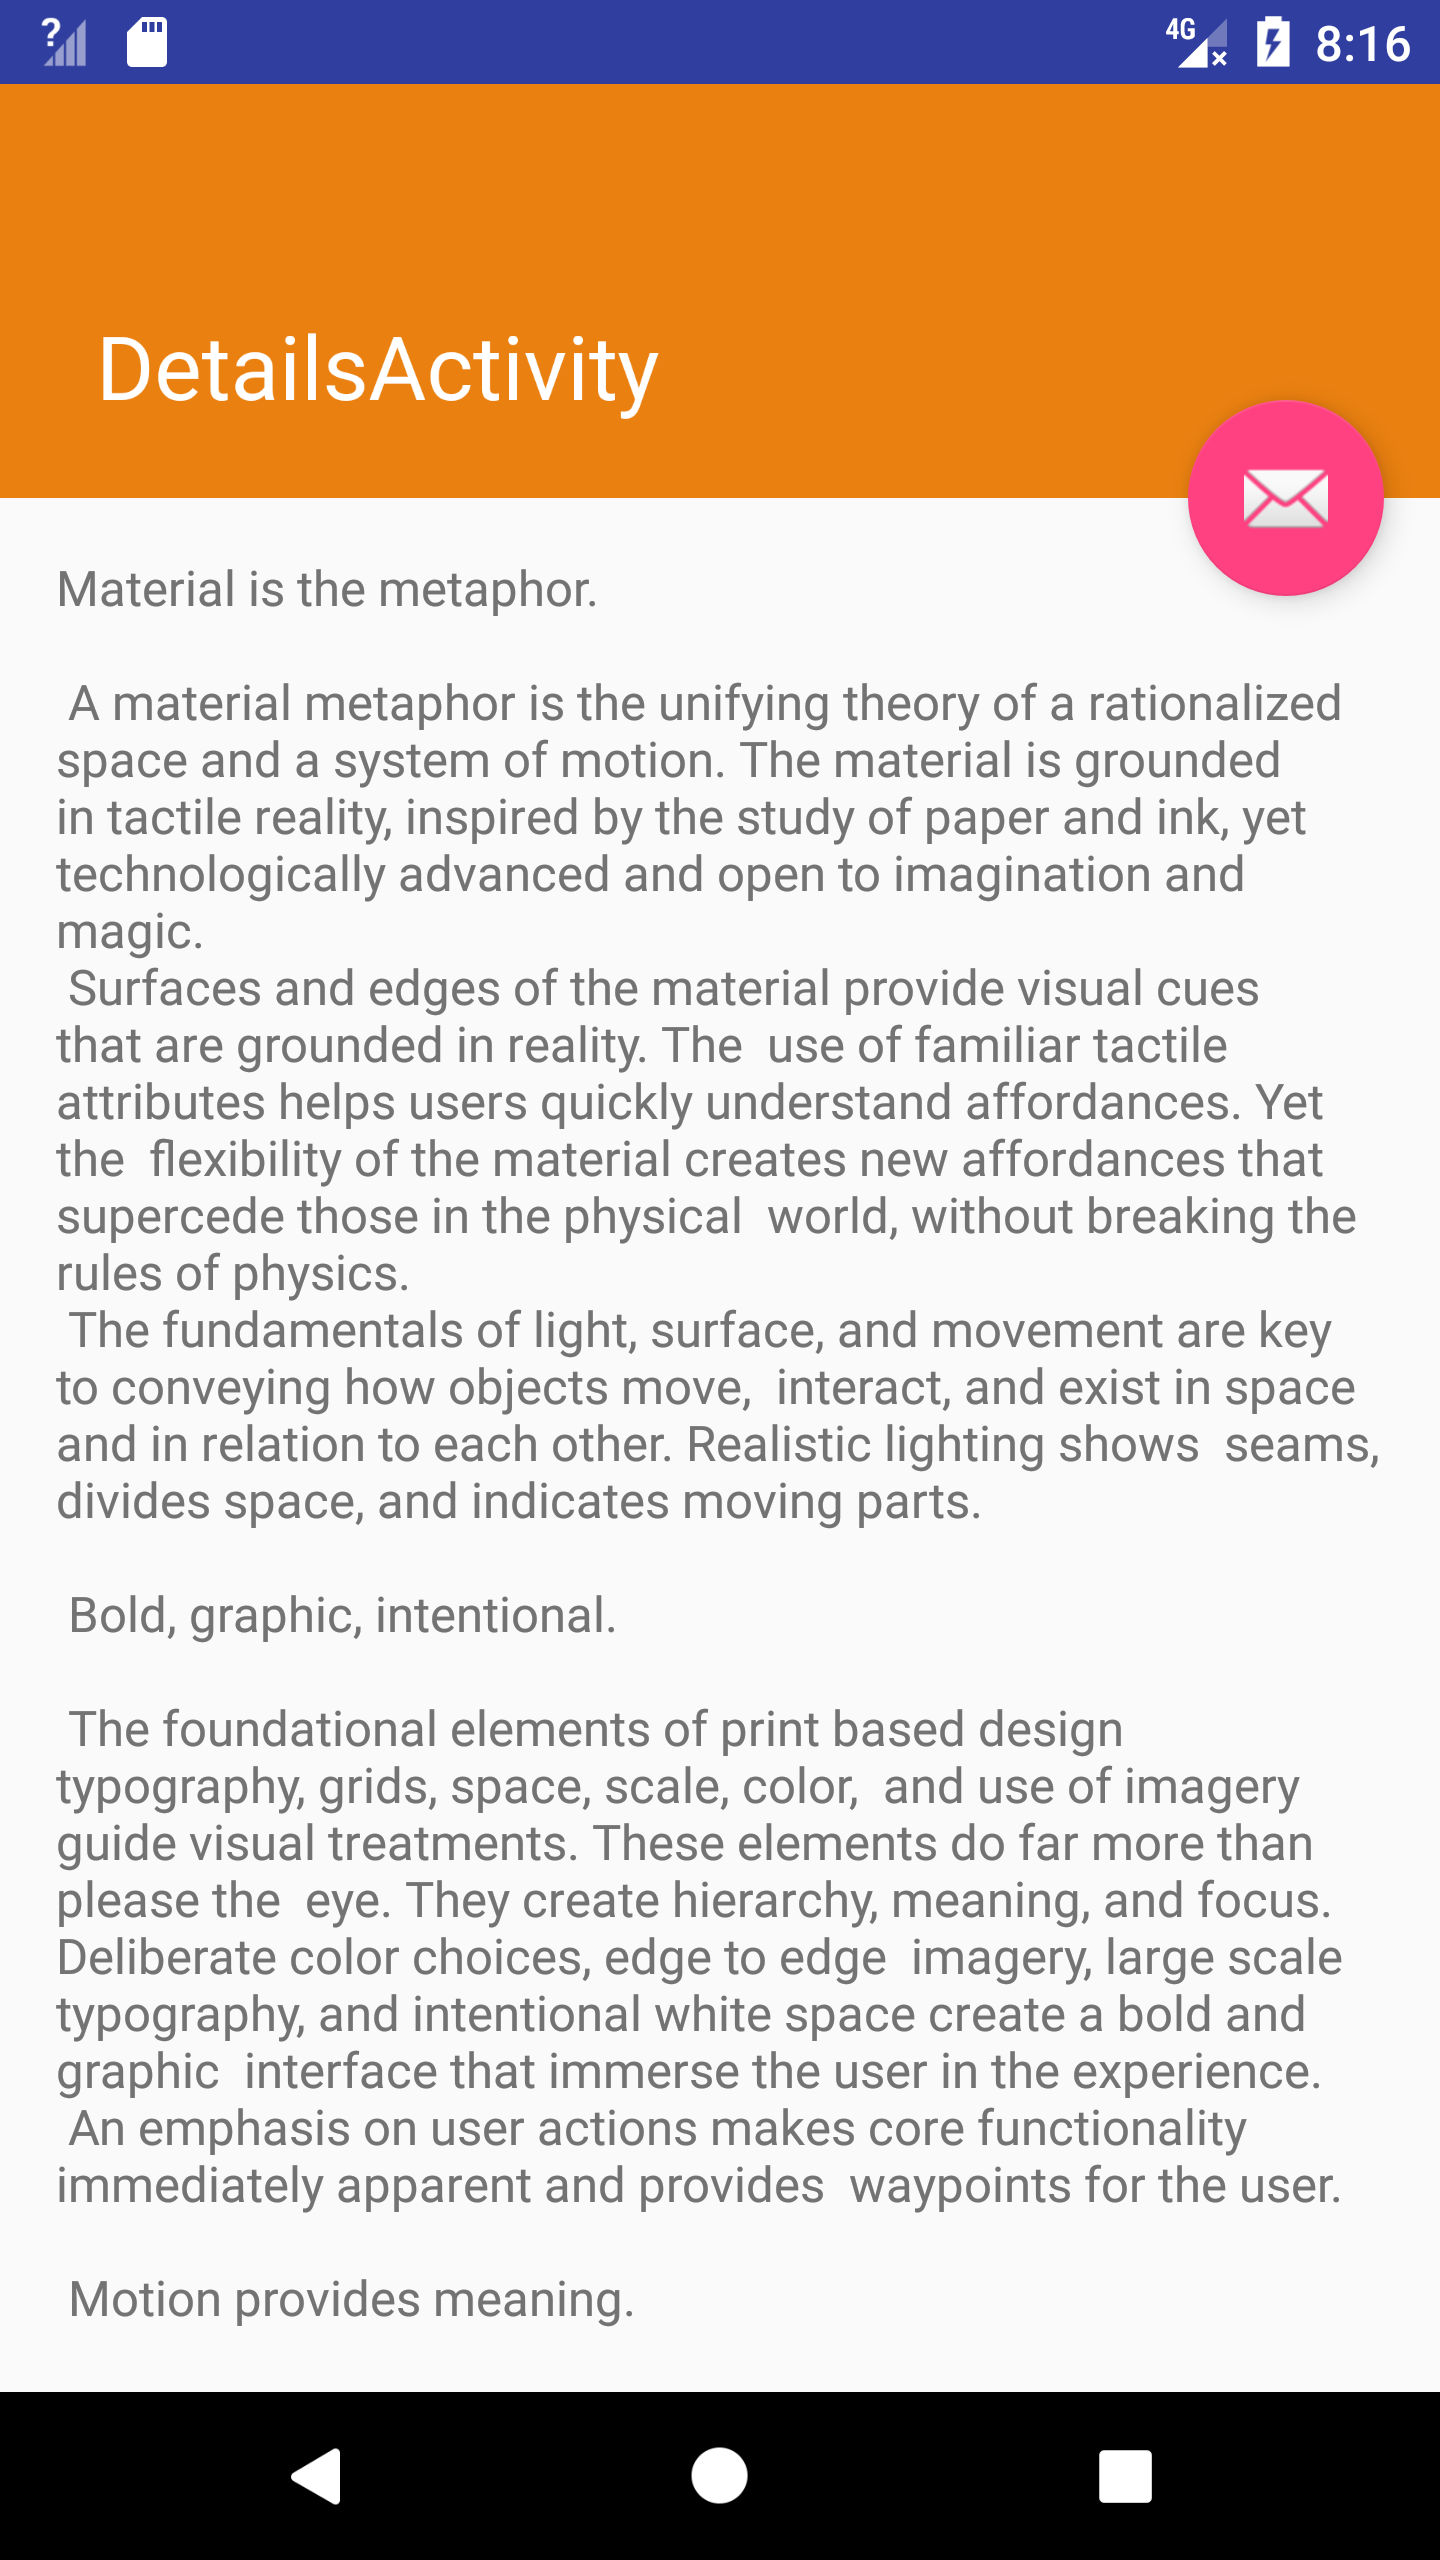 ?
4G
8:16
DetailsActivity
Material is the metaphor.
A material metaphor is the unifying theory of a rationalized
space and a system of motion. The material is grounded
in tactile reality, inspired by the study of paper and ink, yet
technologically advanced and open to imagination and
magic.
Surfaces and edges of the material provide visual cues
that are grounded in reality. The  use of familiar tactile
attributes helps users quickly understand affordances. Yet
the  flexibility of the material creates new affordances that
supercede those in the physical  world, without breaking the
rules of physics.
The fundamentals of light, surface, and movement are key
to conveying how objects move,  interact, and exist in space
and in relation to each other. Realistic lighting shows  seams,
divides space, and indicates moving parts.
Bold, graphic, intentional.
The foundational elements of print based design
typography, grids, space, scale, color,  and use of imagery
guide visual treatments. These elements do far more than
please the  eye. They create hierarchy, meaning, and focus.
Deliberate color choices, edge to edge  imagery, large scale
typography, and intentional white space create a bold and
graphic  interface that immerse the user in the experience.
An emphasis on user actions makes core functionality
immediately apparent and provides  waypoints for the user.
Motion provides meaning.